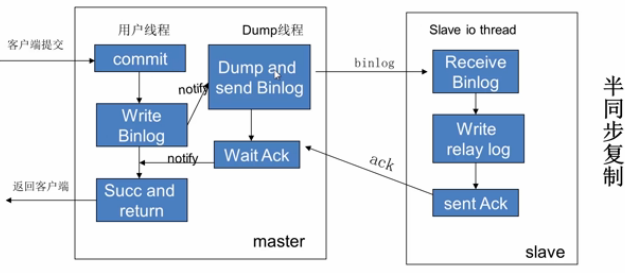 用户线程
Dump线程
Slave io thread
客户端提交
commit
Dump and
send Binlog
binlog
Receive
Binlog
notify
Write
Binlog
Write
relay log
notify
Wait Ack
ack
返回客户端
Succ and
return
sent Ack
master
slave
半同步复制